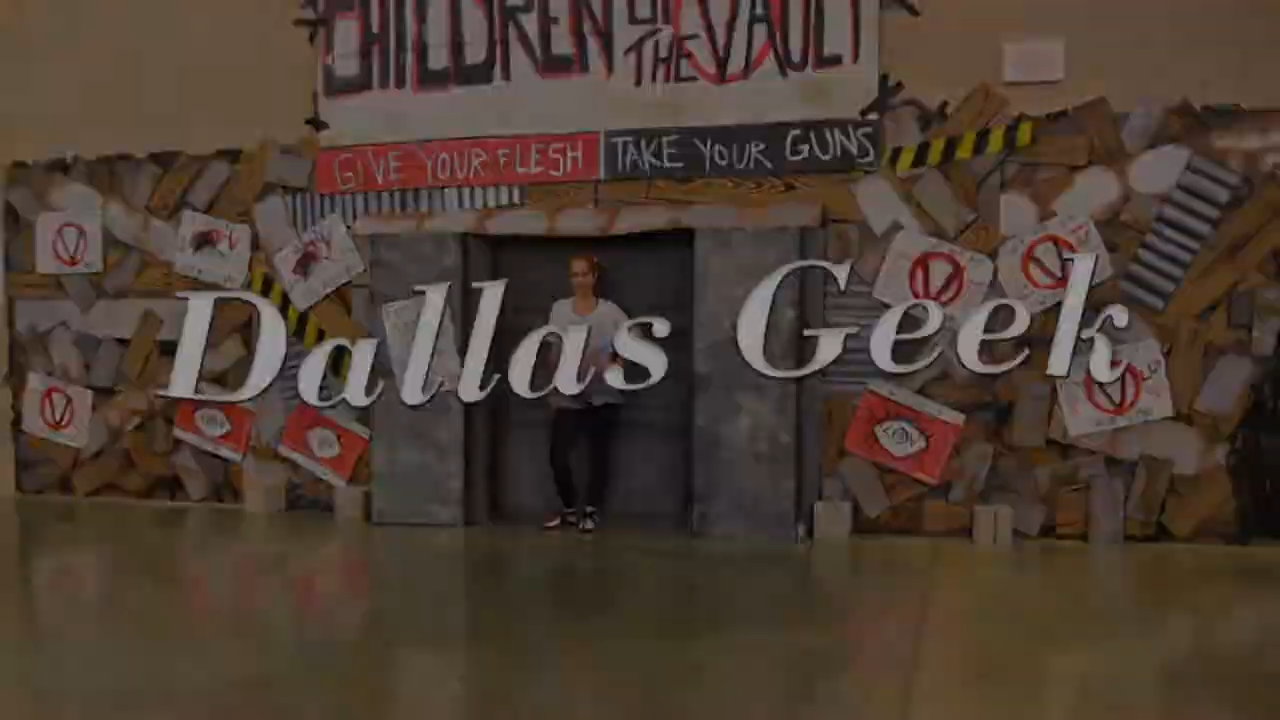 CHILDREN OF
THE VAULT
GIVE YOUR FLESH TAKE YOUR GUNS
Dallas Geek